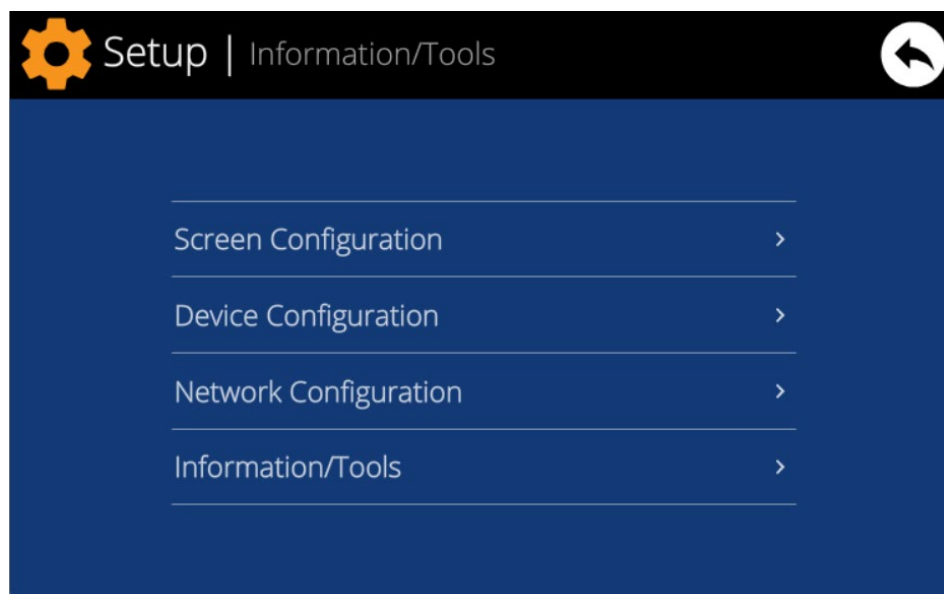 Setup | Information/Tools
Screen Configuration
Device Configuration
Network Configuration
Information/Tools